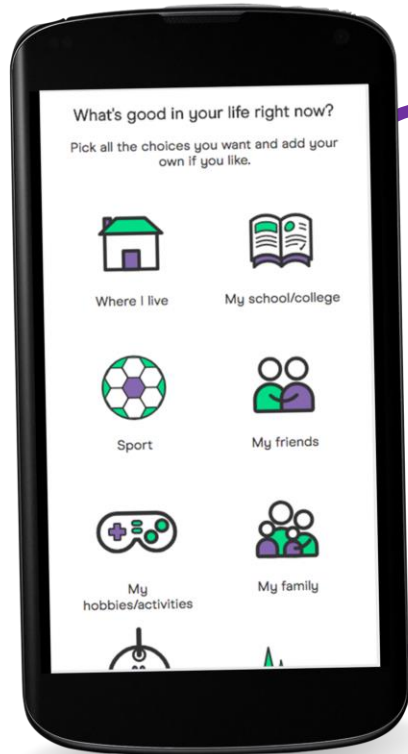 What's good in your life right now?
Pick all the choices you want and add your
own if you like.
Where I live
My school/college
Sport
My friends
My
hobbies/activities
My family